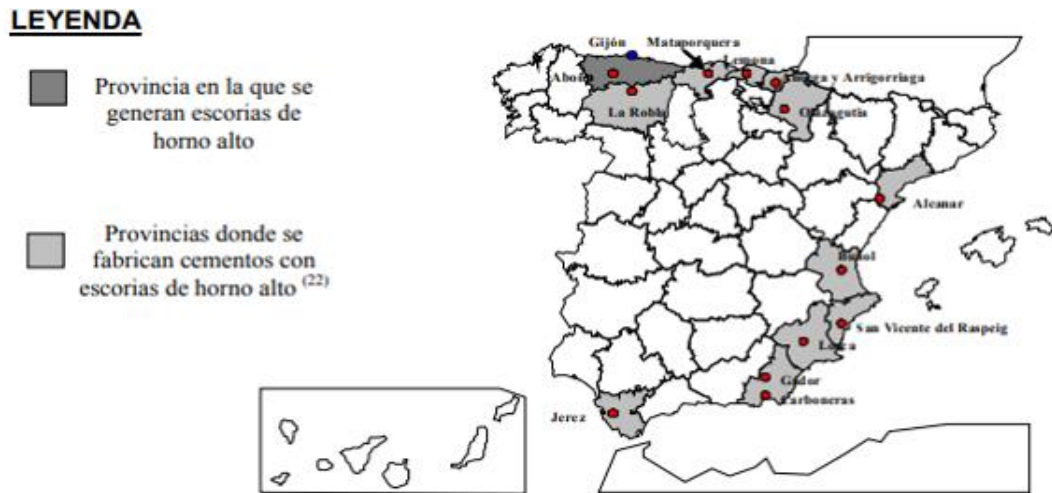 LEYENDA
Provincia en la que se
generan escorias de
horno alto
Provincias donde se
fabrican cementos con
escorias de horno alto (22)
Gijón
Mataporquera
Lemona
Aboño
y Arrigorriaga
La Robla
Olazagutia
Alcanar
Buñol
San Vicente del Raspeig
Lorca
Gador
Carboneras
Jerez